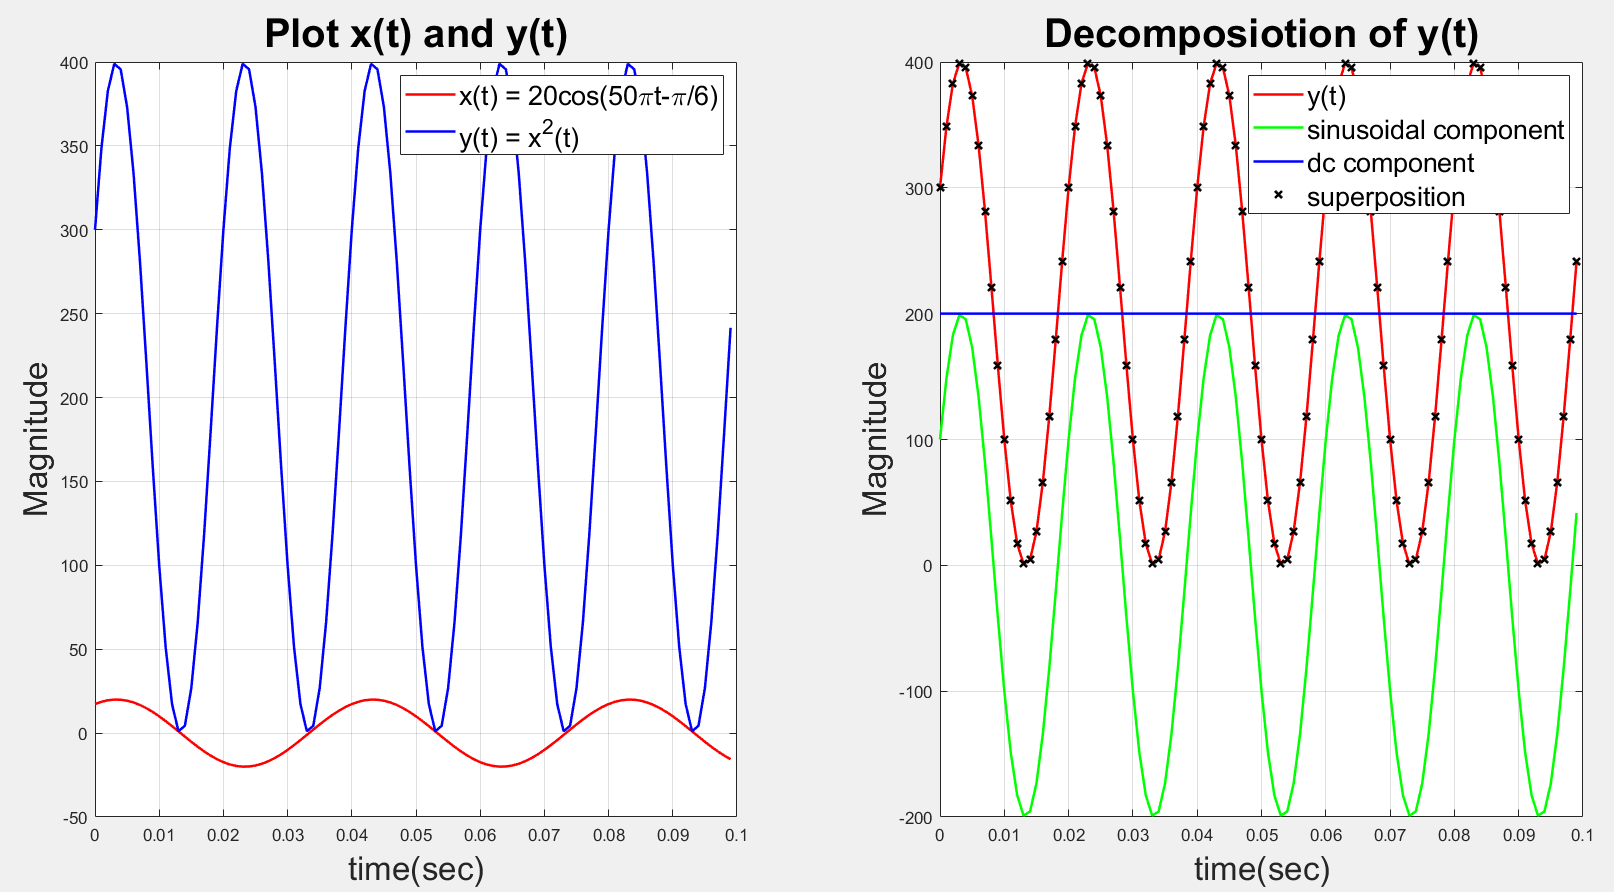 Plot x(t) and y(t)
x(t) = 20cos(50πt-π/6)
y(t) = x²(t)
Magnitude
400
350
300
250
200
150
100
50
0
-50
0 0.01 0.02 0.03 0.04 0.05 0.06 0.07 0.08 0.09 0.1
time(sec)
Decomposiotion of y(t)
y(t)
sinusoidal component
dc component
superposition
Magnitude
400
300
200
100
0
-100
-200
0 0.01 0.02 0.03 0.04 0.05 0.06 0.07 0.08 0.09 0.1
time(sec)